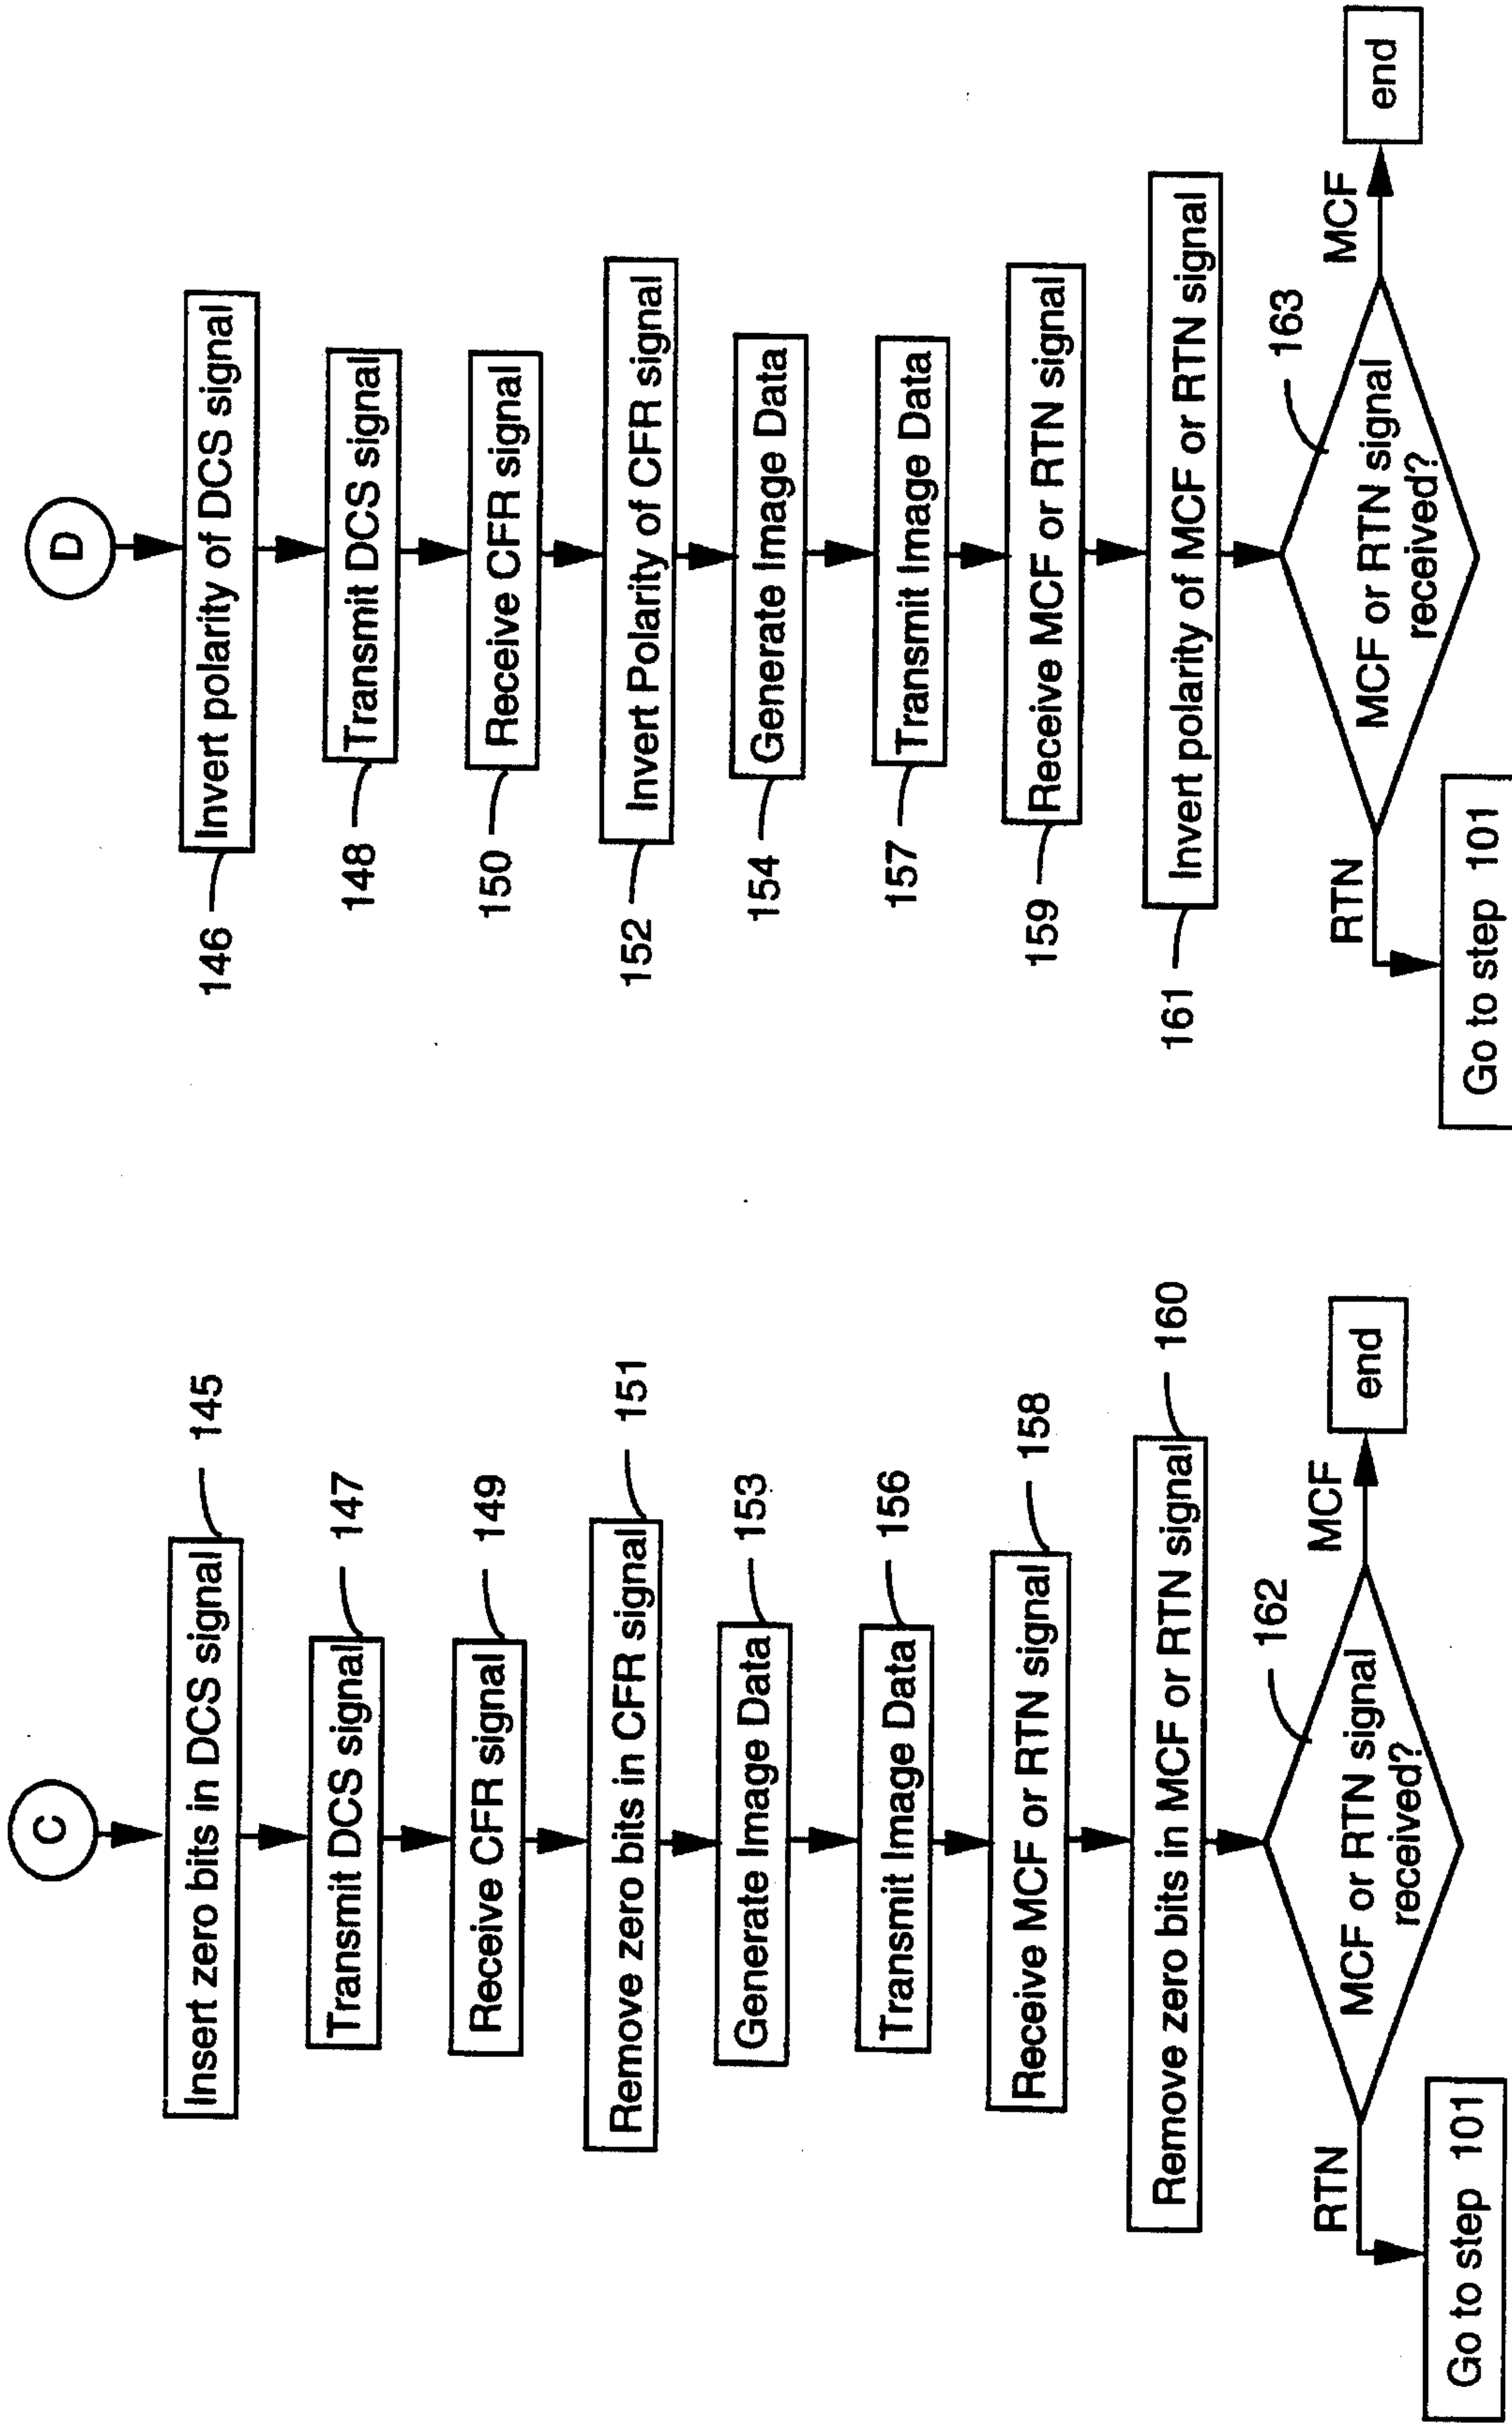 C
Insert zero bits in DCS signal
145
Transmit DCS signal
147
Receive CFR signal
149
Remove zero bits in CFR signal
151
Generate Image Data
153
Transmit Image Data
156
Receive MCF or RTN signal
158
Remove zero bits in MCF or RTN signal
160
162
MCF or RTN signal
received?
RTN
MCF
end
Go to step 101
D
146
Invert polarity of DCS signal
148
Transmit DCS signal
150
Receive CFR signal
152
Invert Polarity of CFR signal
154
Generate Image Data
157
Transmit Image Data
159
Receive MCF or RTN signal
161
Invert polarity of MCF or RTN signal
163
MCF or RTN signal
received?
RTN
MCF
end
Go to step 101